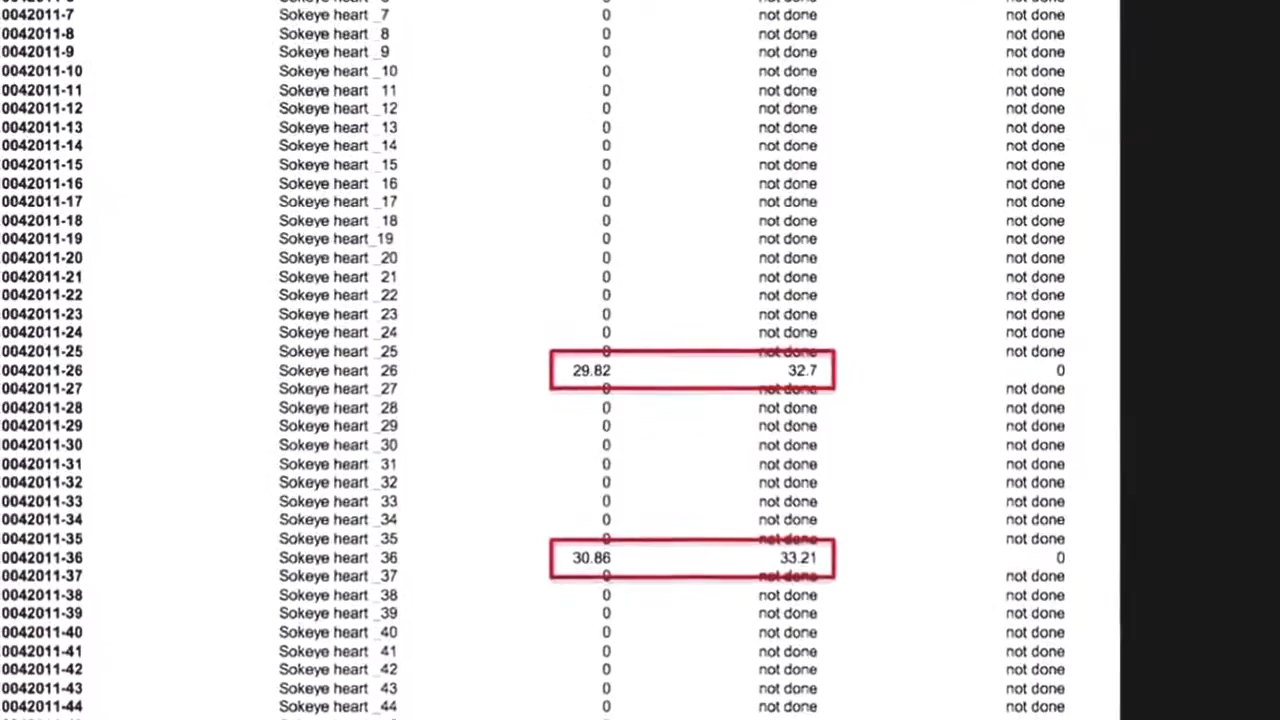 0042011-7 Sokeye heart _7 0 not done not done
0042011-8 Sokeye heart _8 0 not done not done
0042011-9 Sokeye heart _9 0 not done not done
0042011-10 Sokeye heart _10 0 not done not done
0042011-11 Sokeye heart _11 0 not done not done
0042011-12 Sokeye heart _12 0 not done not done
0042011-13 Sokeye heart _13 0 not done not done
0042011-14 Sokeye heart _14 0 not done not done
0042011-15 Sokeye heart _15 0 not done not done
0042011-16 Sokeye heart _16 0 not done not done
0042011-17 Sokeye heart _17 0 not done not done
0042011-18 Sokeye heart _18 0 not done not done
0042011-19 Sokeye heart_19 0 not done not done
0042011-20 Sokeye heart _20 0 not done not done
0042011-21 Sokeye heart _21 0 not done not done
0042011-22 Sokeye heart _22 0 not done not done
0042011-23 Sokeye heart _23 0 not done not done
0042011-24 Sokeye heart _24 0 not done not done
0042011-25 Sokeye heart _25 0 not done not done
0042011-26 Sokeye heart _26 29.82 32.7 0
0042011-27 Sokeye heart _27 0 not done not done
0042011-28 Sokeye heart _28 0 not done not done
0042011-29 Sokeye heart _29 0 not done not done
0042011-30 Sokeye heart _30 0 not done not done
0042011-31 Sokeye heart _31 0 not done not done
0042011-32 Sokeye heart _32 0 not done not done
0042011-33 Sokeye heart _33 0 not done not done
0042011-34 Sokeye heart _34 0 not done not done
0042011-35 Sokeye heart _35 0 not done not done
0042011-36 Sokeye heart _36 30.86 33.21 0
0042011-37 Sokeye heart _37 0 not done not done
0042011-38 Sokeye heart _38 0 not done not done
0042011-39 Sokeye heart _39 0 not done not done
0042011-40 Sokeye heart _40 0 not done not done
0042011-41 Sokeye heart _41 0 not done not done
0042011-42 Sokeye heart _42 0 not done not done
0042011-43 Sokeye heart _43 0 not done not done
0042011-44 Sokeye heart _44 0 not done not done